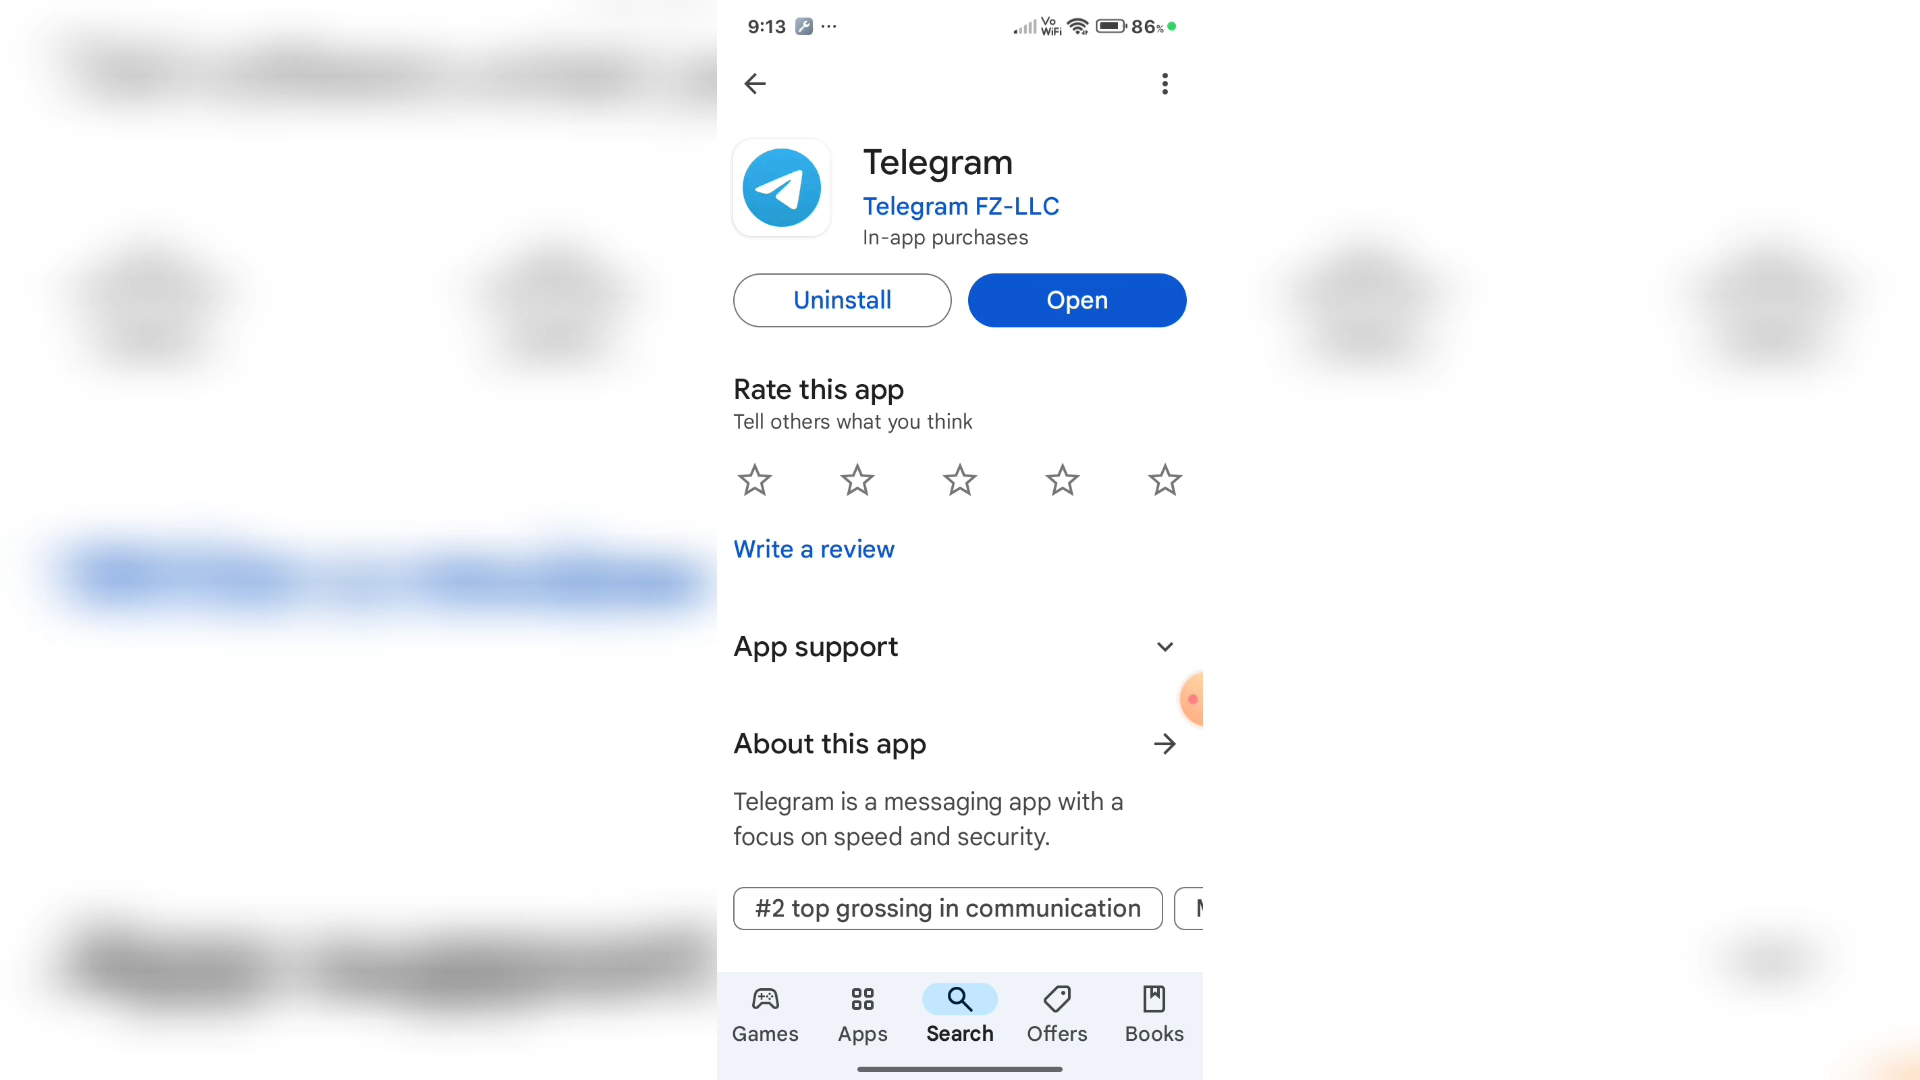 9:13 ... Vo WiFi 86%
Telegram
Telegram FZ-LLC
In-app purchases
Uninstall
Open
Rate this app
Tell others what you think
Write a review
App support
About this app
Telegram is a messaging app with a
focus on speed and security.
#2 top grossing in communication
Games Apps Search Offers Books